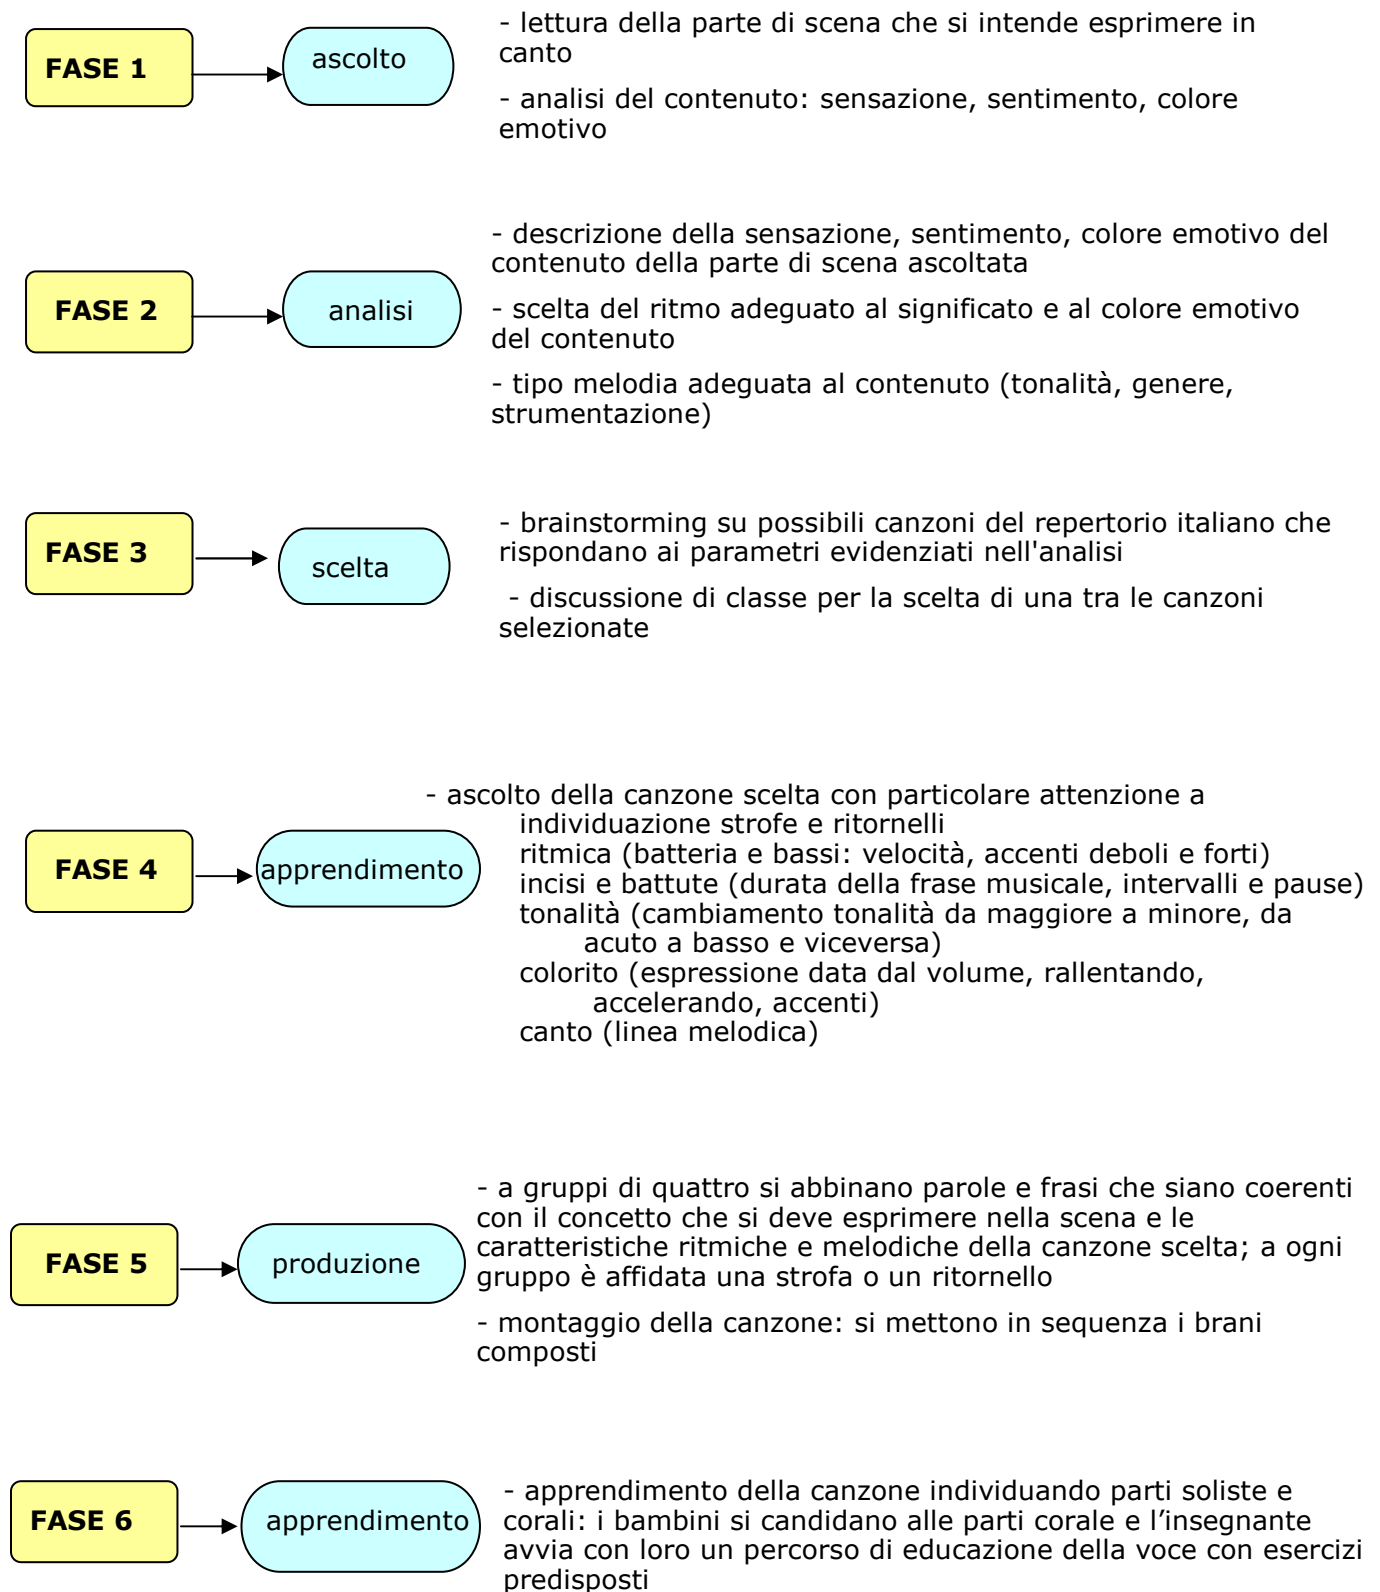 FASE 1
ascolto
- lettura della parte di scena che si intende esprimere in
canto
- analisi del contenuto: sensazione, sentimento, colore
emotivo
FASE 2
analisi
- descrizione della sensazione, sentimento, colore emotivo del
contenuto della parte di scena ascoltata
- scelta del ritmo adeguato al significato e al colore emotivo
del contenuto
- tipo melodia adeguata al contenuto (tonalità, genere,
strumentazione)
FASE 3
scelta
- brainstorming su possibili canzoni del repertorio italiano che
rispondano ai parametri evidenziati nell'analisi
- discussione di classe per la scelta di una tra le canzoni
selezionate
FASE 4
apprendimento
- ascolto della canzone scelta con particolare attenzione a
individuazione strofe e ritornelli
ritmica (batteria e bassi: velocità, accenti deboli e forti)
incisi e battute (durata della frase musicale, intervalli e pause)
tonalità (cambiamento tonalità da maggiore a minore, da
acuto a basso e viceversa)
colorito (espressione data dal volume, rallentando,
accelerando, accenti)
canto (linea melodica)
FASE 5
produzione
- a gruppi di quattro si abbinano parole e frasi che siano coerenti
con il concetto che si deve esprimere nella scena e le
caratteristiche ritmiche e melodiche della canzone scelta; a ogni
gruppo è affidata una strofa o un ritornello
- montaggio della canzone: si mettono in sequenza i brani
composti
FASE 6
apprendimento
- apprendimento della canzone individuando parti soliste e
corali: i bambini si candidano alle parti corale e l’insegnante
avvia con loro un percorso di educazione della voce con esercizi
predisposti